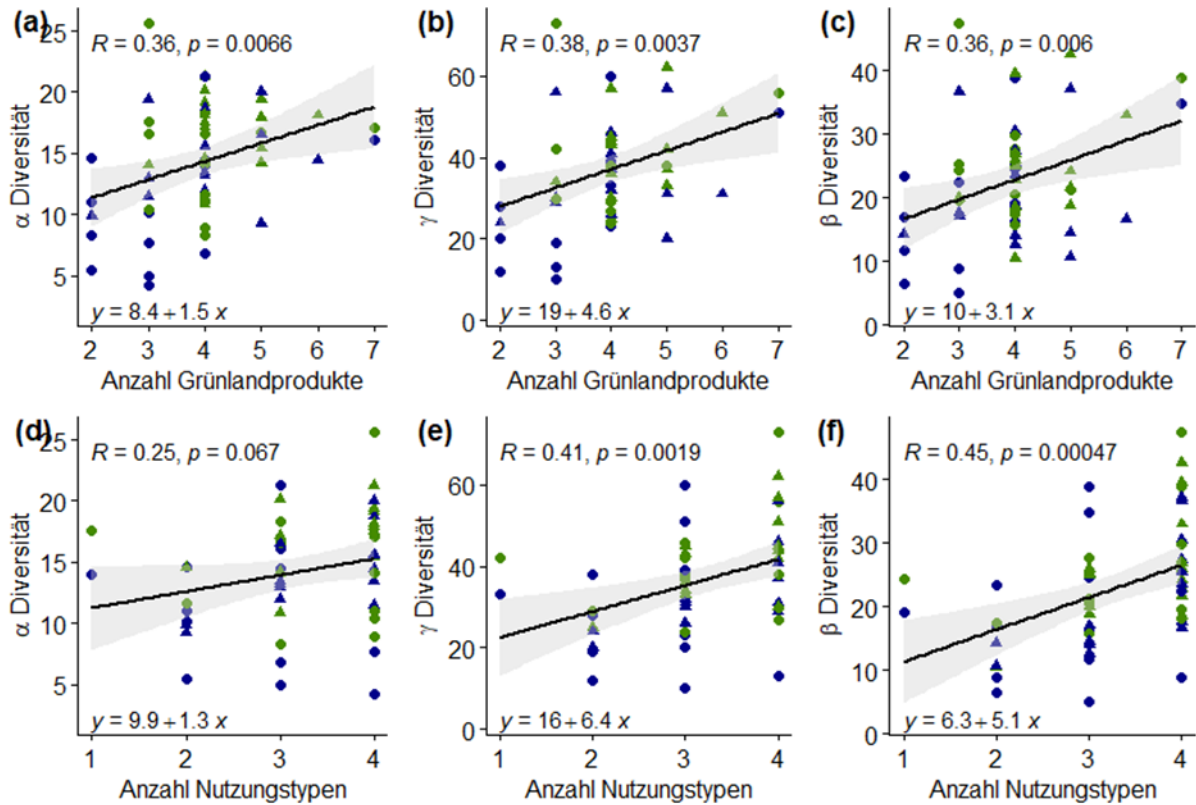 (a)
R = 0.36, p = 0.0066
α Diversität
25
20
15
10
5
y = 8.4 + 1.5 x
2 3 4 5 6 7
Anzahl Grünlandprodukte
(b)
R = 0.38, p = 0.0037
γ Diversität
60
40
20
0
y = 19 + 4.6 x
2 3 4 5 6 7
Anzahl Grünlandprodukte
(c)
R = 0.36, p = 0.006
β Diversität
40
30
20
10
0
y = 10 + 3.1 x
2 3 4 5 6 7
Anzahl Grünlandprodukte
(d)
R = 0.25, p = 0.067
α Diversität
25
20
15
10
5
y = 9.9 + 1.3 x
1 2 3 4
Anzahl Nutzungstypen
(e)
R = 0.41, p = 0.0019
γ Diversität
60
40
20
0
y = 16 + 6.4 x
1 2 3 4
Anzahl Nutzungstypen
(f)
R = 0.45, p = 0.00047
β Diversität
40
30
20
10
0
y = 6.3 + 5.1 x
1 2 3 4
Anzahl Nutzungstypen